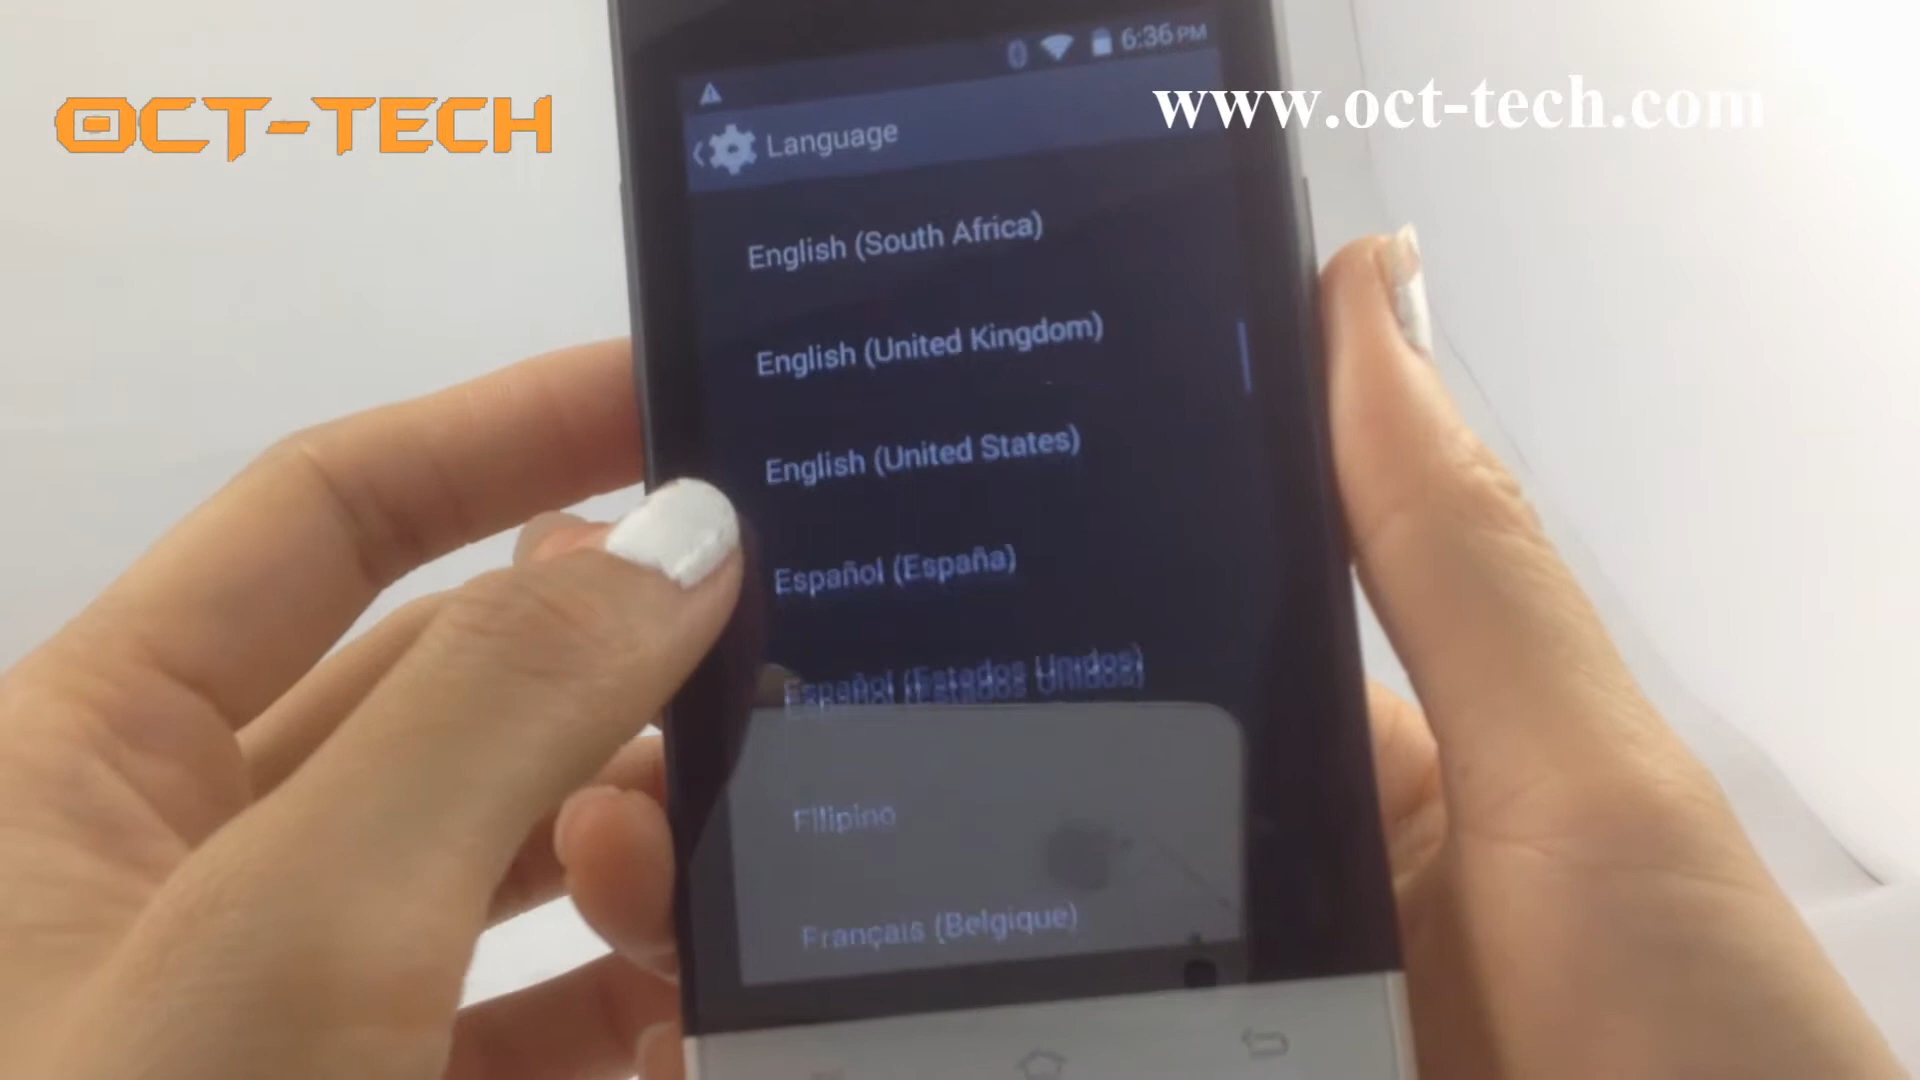 OCT-TECH
www.oct-tech.com
6:36 PM
Language
English (South Africa)
English (United Kingdom)
English (United States)
Español (España)
Español (Estados Unidos)
Filipino
Français (Belgique)